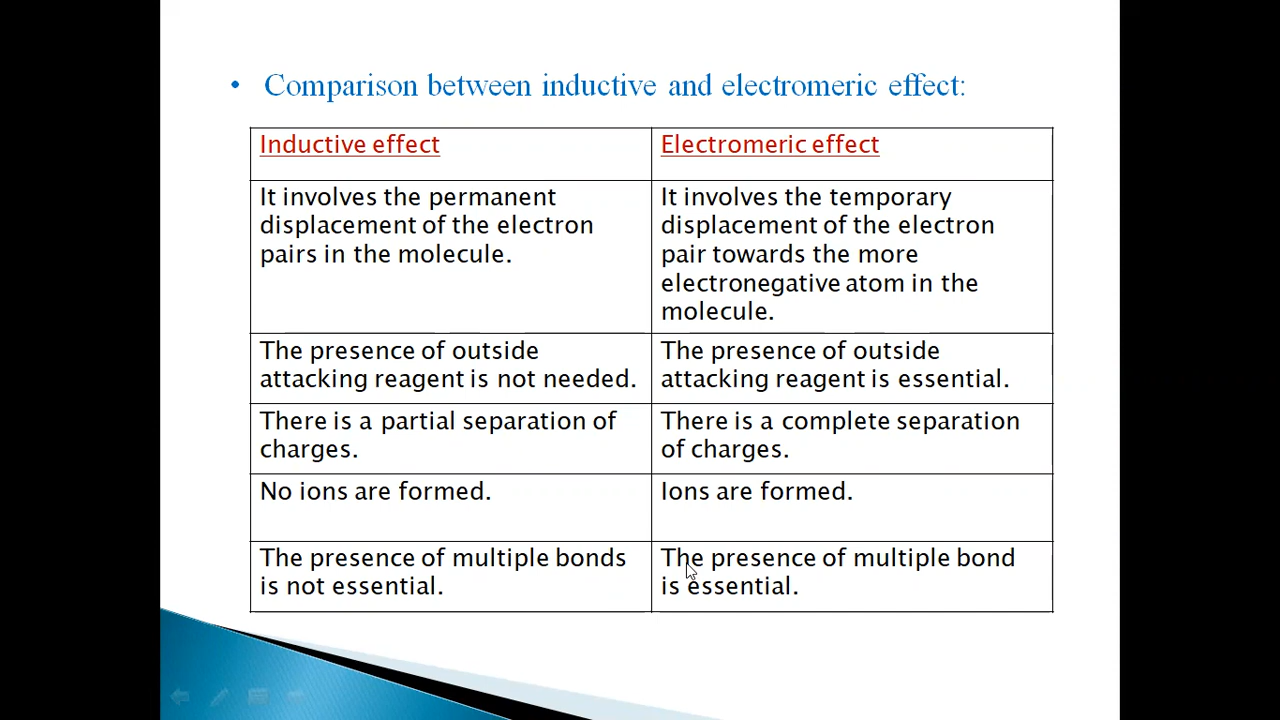 • Comparison between inductive and electromeric effect:
Inductive effect
Electromeric effect
It involves the permanent
displacement of the electron
pairs in the molecule.
It involves the temporary
displacement of the electron
pair towards the more
electronegative atom in the
molecule.
The presence of outside
attacking reagent is not needed.
The presence of outside
attacking reagent is essential.
There is a partial separation of
charges.
There is a complete separation
of charges.
No ions are formed.
Ions are formed.
The presence of multiple bonds
is not essential.
The presence of multiple bond
is essential.